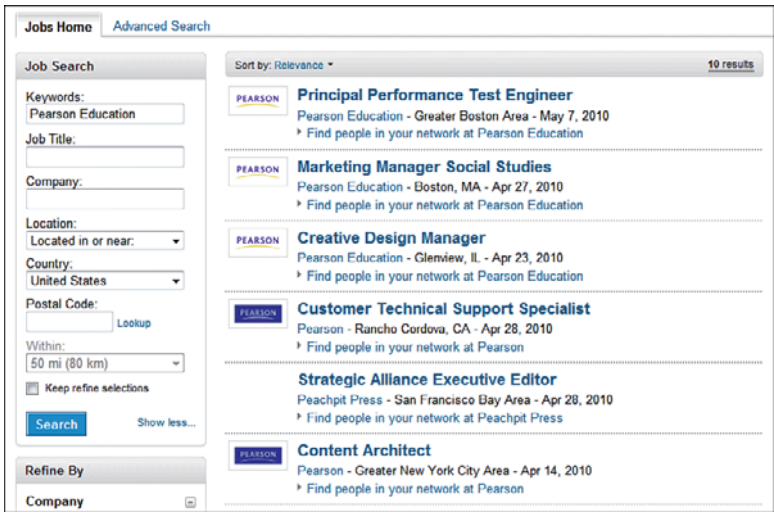 Jobs Home
Advanced Search
Job Search
Keywords:
Pearson Education
Job Title:
Company:
Location:
Located in or near:
Country:
United States
Postal Code:
Lookup
Within:
50 mi (80 km)
Keep refine selections
Search
Show less...
Refine By
Company
Sort by: Relevance
10 results
PEARSON
Principal Performance Test Engineer
Pearson Education - Greater Boston Area - May 7, 2010
Find people in your network at Pearson Education
PEARSON
Marketing Manager Social Studies
Pearson Education - Boston, MA - Apr 27, 2010
Find people in your network at Pearson Education
PEARSON
Creative Design Manager
Pearson Education - Glenview, IL - Apr 23, 2010
Find people in your network at Pearson Education
PEARSON
Customer Technical Support Specialist
Pearson - Rancho Cordova, CA - Apr 28, 2010
Find people in your network at Pearson
Strategic Alliance Executive Editor
Peachpit Press - San Francisco Bay Area - Apr 28, 2010
Find people in your network at Peachpit Press
PEARSON
Content Architect
Pearson - Greater New York City Area - Apr 14, 2010
Find people in your network at Pearson